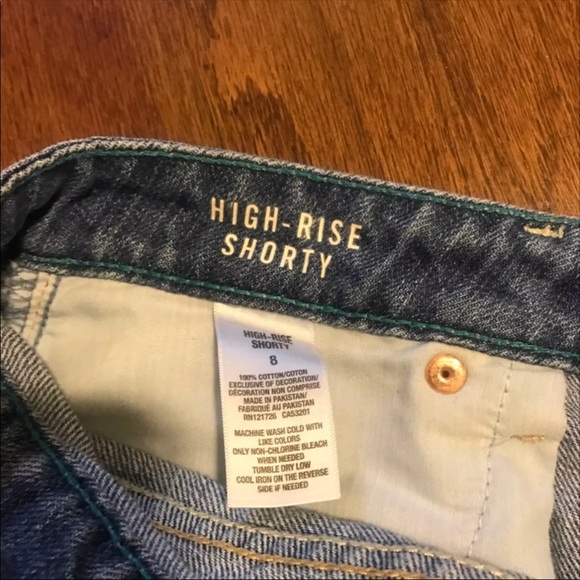 HIGH-RISE
SHORTY
HIGH-RISE
SHORTY
8
100% COTTON/COTON
EXCLUSIVE OF DECORATION/
DÉCORATION NON COMPRISE
MADE IN PAKISTAN/
FABRIQUÉ AU PAKISTAN
RN121726 CA53201
MACHINE WASH COLD WITH
LIKE COLORS
ONLY NON-CHLORINE BLEACH
WHEN NEEDED
TUMBLE DRY LOW
COOL IRON ON THE REVERSE
SIDE IF NEEDED